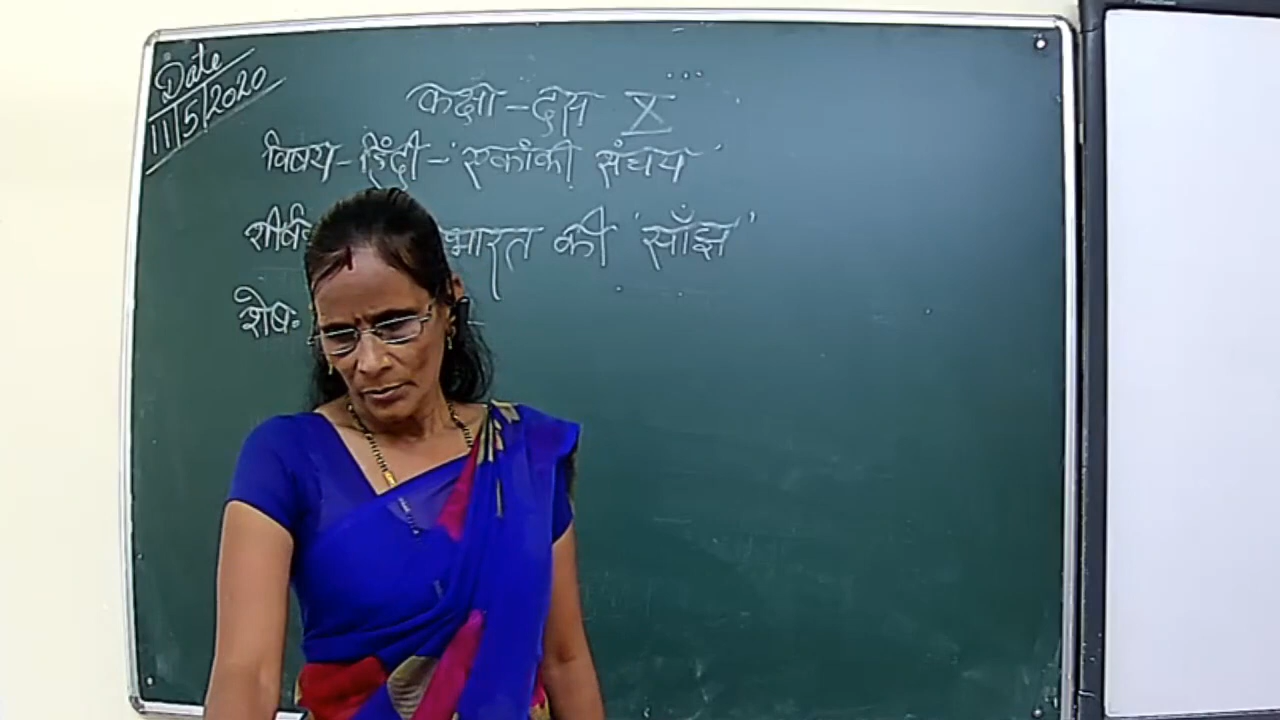 Date
11/5/2020
कक्षा - दस X
विषय - हिंदी - 'एकांकी संचय'
भारत की 'साँझ'
शेषः